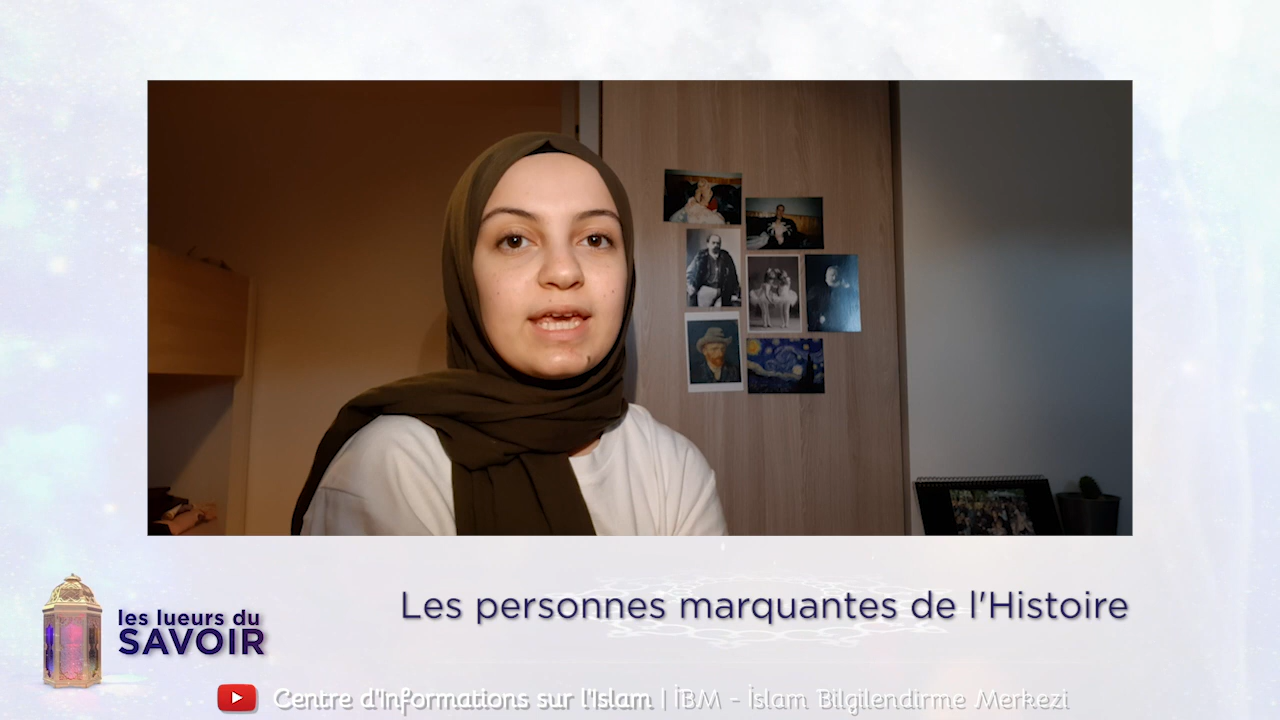 Les personnes marquantes de l'Histoire
les lueurs du
SAVOIR
Centre d'Informations sur l'Islam | İBM - İslam Bilgilendirme Merkezi